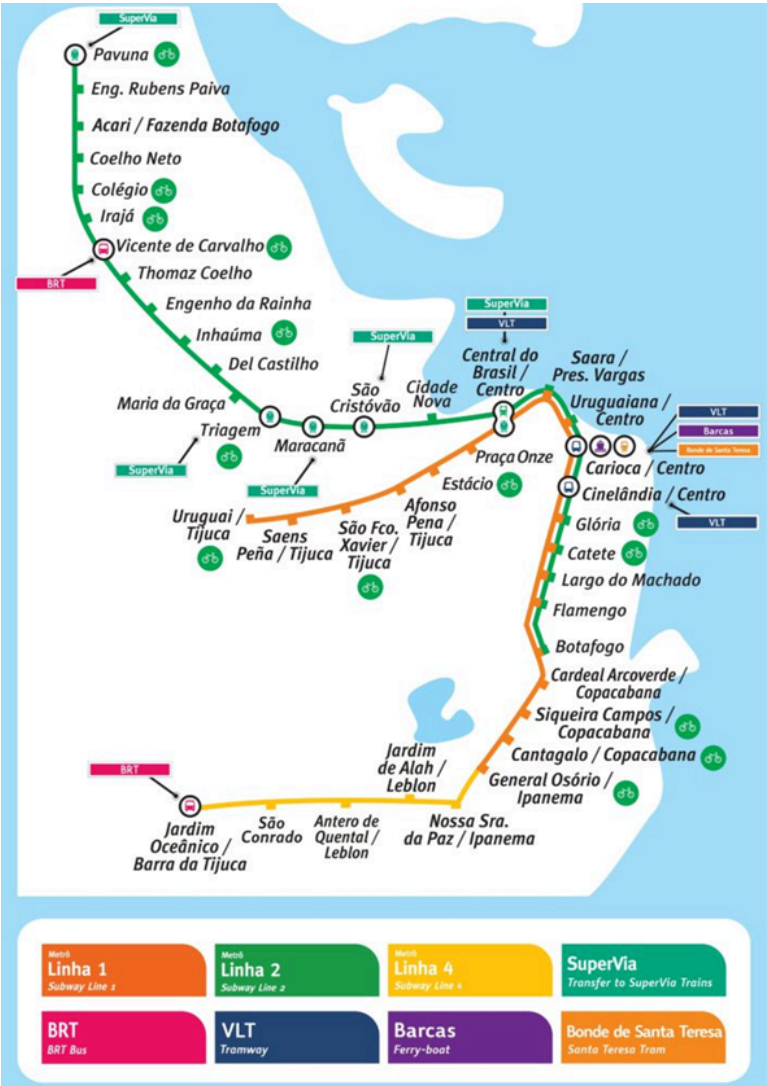 SuperVia
Pavuna
Eng. Rubens Paiva
Acari / Fazenda Botafogo
Coelho Neto
Colégio
Irajá
Vicente de Carvalho
BRT
Thomaz Coelho
Engenho da Rainha
Inhaúma
Del Castilho
Maria da Graça
Triagem
SuperVia
Maracanã
SuperVia
SuperVia
São
Cristóvão
Cidade
Nova
SuperVia
VLT
Central do
Brasil /
Centro
Saara /
Pres. Vargas
Uruguaiana /
Centro
VLT
Barcas
Bonde de Santa Teresa
Carioca / Centro
Praça Onze
Estácio
Afonso
Pena /
Tijuca
São Fco.
Xavier /
Tijuca
Saens
Peña / Tijuca
Uruguai /
Tijuca
Cinelândia / Centro
VLT
Glória
Catete
Largo do Machado
Flamengo
Botafogo
Cardeal Arcoverde /
Copacabana
Siqueira Campos /
Copacabana
Cantagalo / Copacabana
General Osório /
Ipanema
Nossa Sra.
da Paz / Ipanema
Jardim
de Alah /
Leblon
Antero de
Quental /
Leblon
São
Conrado
BRT
Jardim
Oceânico /
Barra da Tijuca
Metrô
Linha 1
Subway Line 1
Metrô
Linha 2
Subway Line 2
Metrô
Linha 4
Subway Line 4
SuperVia
Transfer to SuperVia Trains
BRT
BRT Bus
VLT
Tramway
Barcas
Ferry-boat
Bonde de Santa Teresa
Santa Teresa Tram